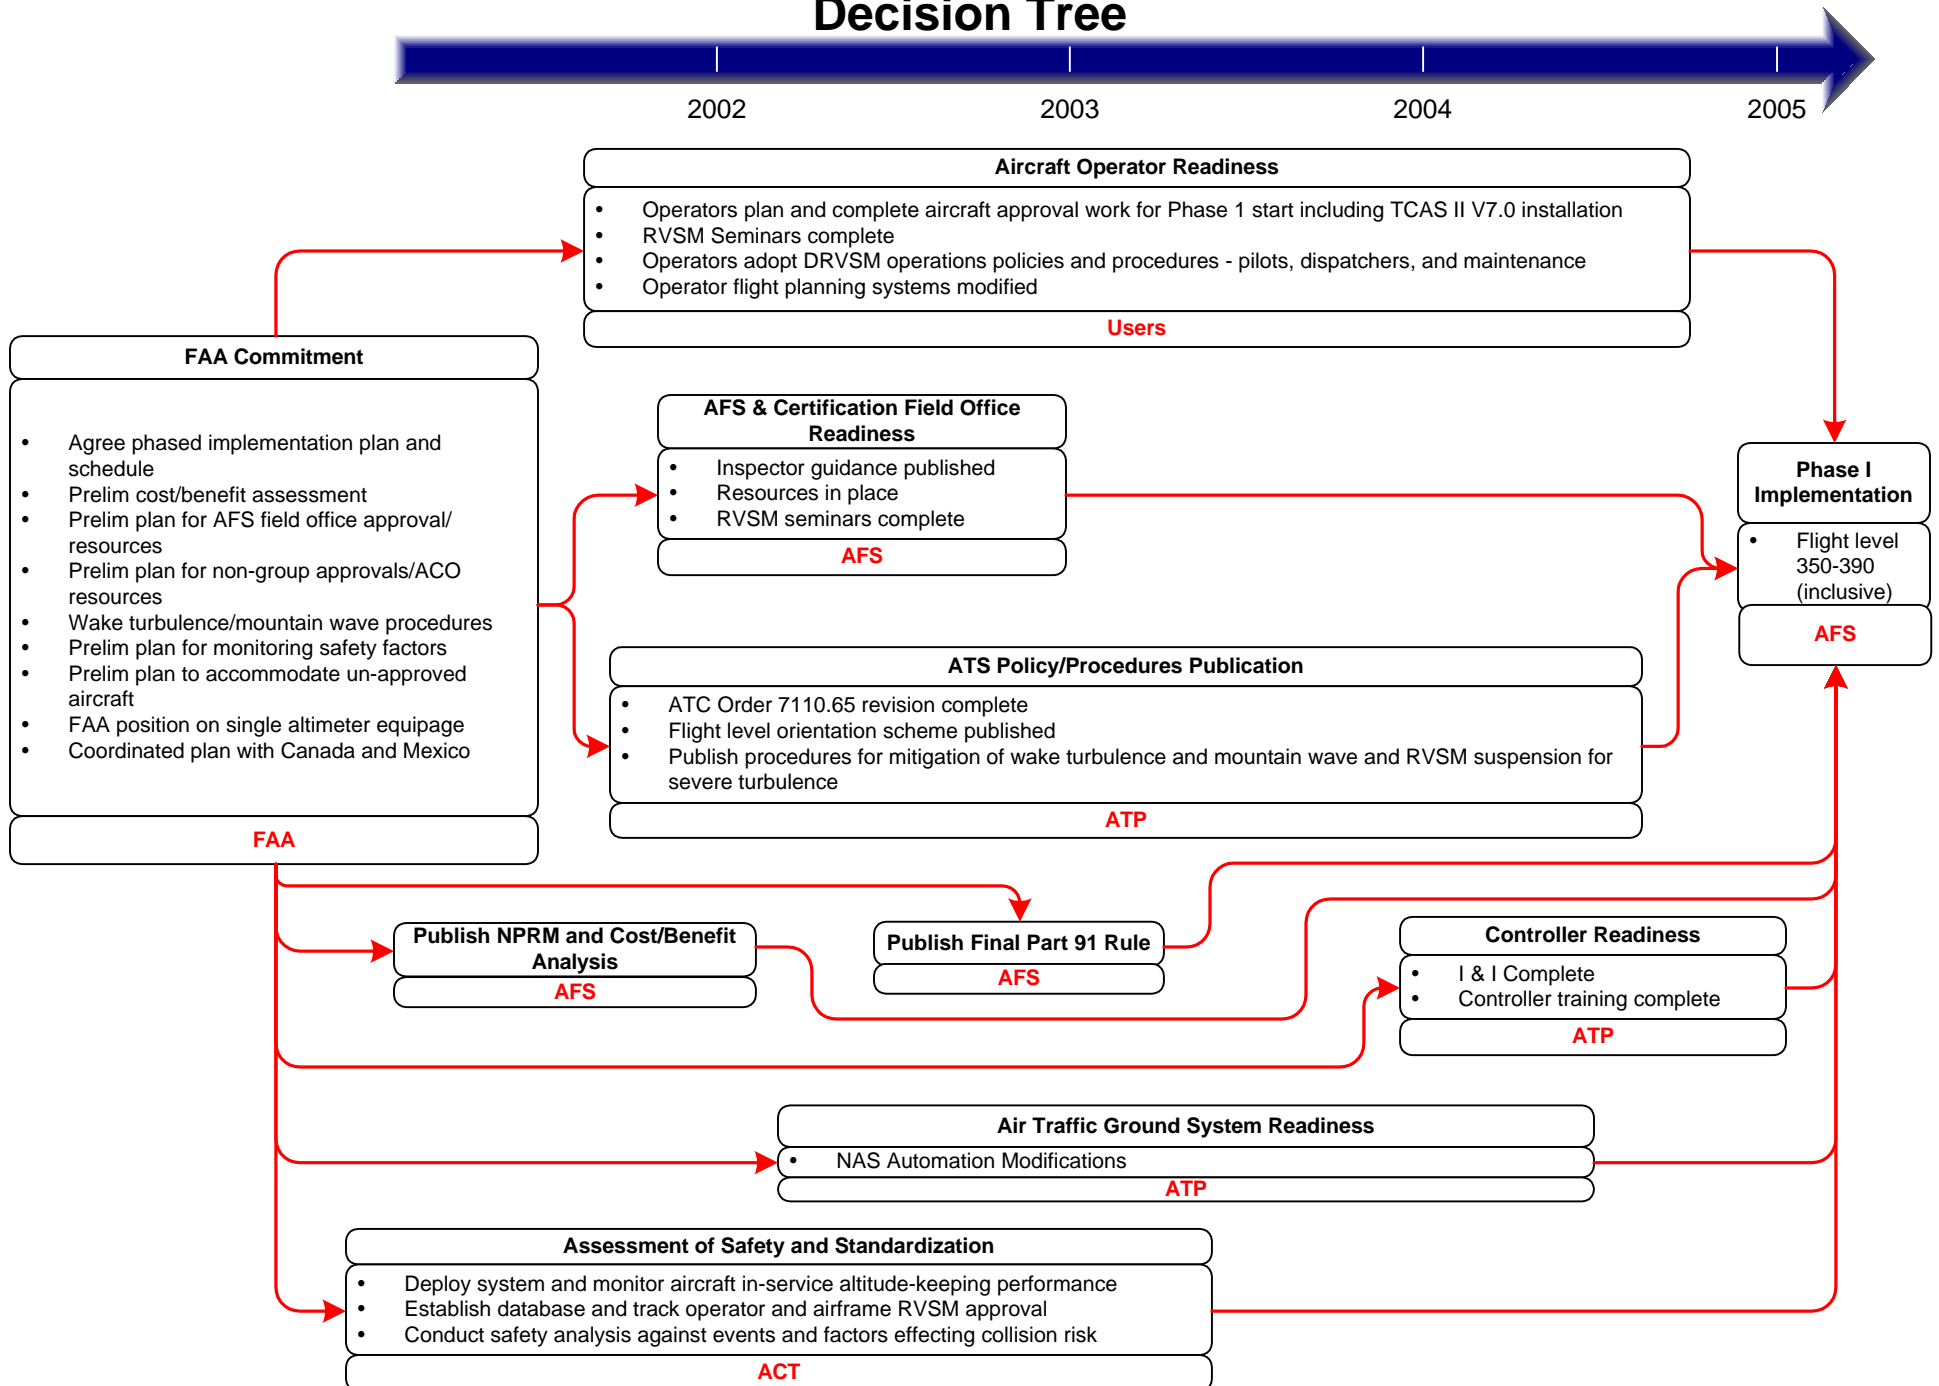 Decision Tree
2002
2003
2004
2005
Aircraft Operator Readiness
• Operators plan and complete aircraft approval work for Phase 1 start including TCAS II V7.0 installation
• RVSM Seminars complete
• Operators adopt DRVSM operations policies and procedures - pilots, dispatchers, and maintenance
• Operator flight planning systems modified
Users
FAA Commitment
• Agree phased implementation plan and
schedule
• Prelim cost/benefit assessment
• Prelim plan for AFS field office approval/
resources
• Prelim plan for non-group approvals/ACO
resources
• Wake turbulence/mountain wave procedures
• Prelim plan for monitoring safety factors
• Prelim plan to accommodate un-approved
aircraft
• FAA position on single altimeter equipage
• Coordinated plan with Canada and Mexico
FAA
AFS & Certification Field Office
Readiness
• Inspector guidance published
• Resources in place
• RVSM seminars complete
AFS
Phase I
Implementation
• Flight level
350-390
(inclusive)
AFS
ATS Policy/Procedures Publication
• ATC Order 7110.65 revision complete
• Flight level orientation scheme published
• Publish procedures for mitigation of wake turbulence and mountain wave and RVSM suspension for
severe turbulence
ATP
Publish NPRM and Cost/Benefit
Analysis
AFS
Publish Final Part 91 Rule
AFS
Controller Readiness
• I & I Complete
• Controller training complete
ATP
Air Traffic Ground System Readiness
• NAS Automation Modifications
ATP
Assessment of Safety and Standardization
• Deploy system and monitor aircraft in-service altitude-keeping performance
• Establish database and track operator and airframe RVSM approval
• Conduct safety analysis against events and factors effecting collision risk
ACT